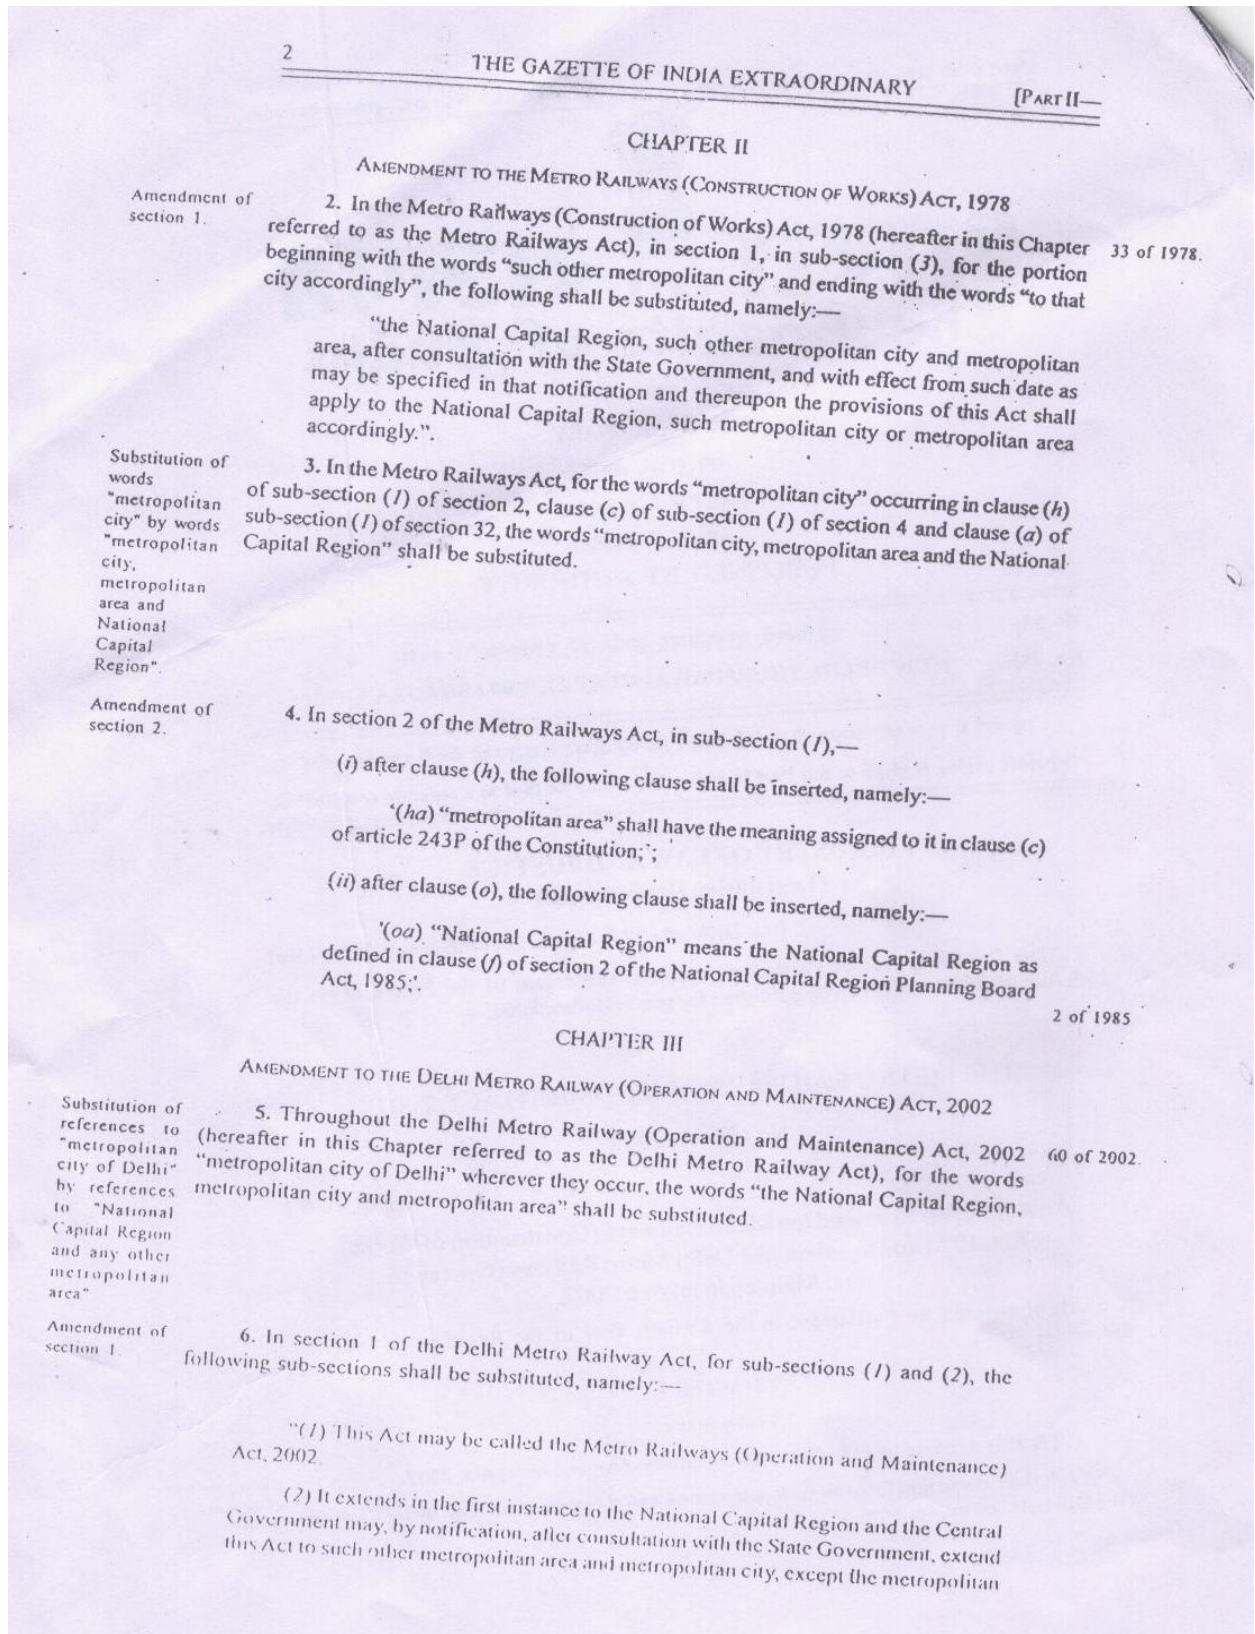 2
THE GAZETTE OF INDIA EXTRAORDINARY
[PART II—
CHAPTER II
AMENDMENT TO THE METRO RAILWAYS (CONSTRUCTION OF WORKS) ACT, 1978
Amendment of
section 1.
2. In the Metro Railways (Construction of Works) Act, 1978 (hereafter in this Chapter
referred to as the Metro Railways Act), in section 1, in sub-section (3), for the portion
beginning with the words “such other metropolitan city” and ending with the words “to that
city accordingly”, the following shall be substituted, namely:—
33 of 1978.
“the National Capital Region, such other metropolitan city and metropolitan
area, after consultation with the State Government, and with effect from such date as
may be specified in that notification and thereupon the provisions of this Act shall
apply to the National Capital Region, such metropolitan city or metropolitan area
accordingly.”.
Substitution of
words
"metropolitan
city" by words
"metropolitan
city,
metropolitan
area and
National
Capital
Region".
3. In the Metro Railways Act, for the words “metropolitan city” occurring in clause (h)
of sub-section (1) of section 2, clause (c) of sub-section (1) of section 4 and clause (a) of
sub-section (1) of section 32, the words “metropolitan city, metropolitan area and the National
Capital Region” shall be substituted.
Amendment of
section 2.
4. In section 2 of the Metro Railways Act, in sub-section (1),—
(i) after clause (h), the following clause shall be inserted, namely:—
‘(ha) “metropolitan area” shall have the meaning assigned to it in clause (c)
of article 243P of the Constitution;’;
(ii) after clause (o), the following clause shall be inserted, namely:—
'(oa) “National Capital Region” means the National Capital Region as
defined in clause (f) of section 2 of the National Capital Region Planning Board
Act, 1985;'.
2 of 1985
CHAPTER III
AMENDMENT TO THE DELHI METRO RAILWAY (OPERATION AND MAINTENANCE) ACT, 2002
Substitution of
references to
"metropolitan
city of Delhi"
by references
to "National
Capital Region
and any other
metropolitan
area"
5. Throughout the Delhi Metro Railway (Operation and Maintenance) Act, 2002
(hereafter in this Chapter referred to as the Delhi Metro Railway Act), for the words
“metropolitan city of Delhi” wherever they occur, the words “the National Capital Region,
metropolitan city and metropolitan area” shall be substituted.
60 of 2002.
Amendment of
section 1.
6. In section 1 of the Delhi Metro Railway Act, for sub-sections (1) and (2), the
following sub-sections shall be substituted, namely:—
“(1) This Act may be called the Metro Railways (Operation and Maintenance)
Act, 2002.
(2) It extends in the first instance to the National Capital Region and the Central
Government may, by notification, after consultation with the State Government, extend
this Act to such other metropolitan area and metropolitan city, except the metropolitan